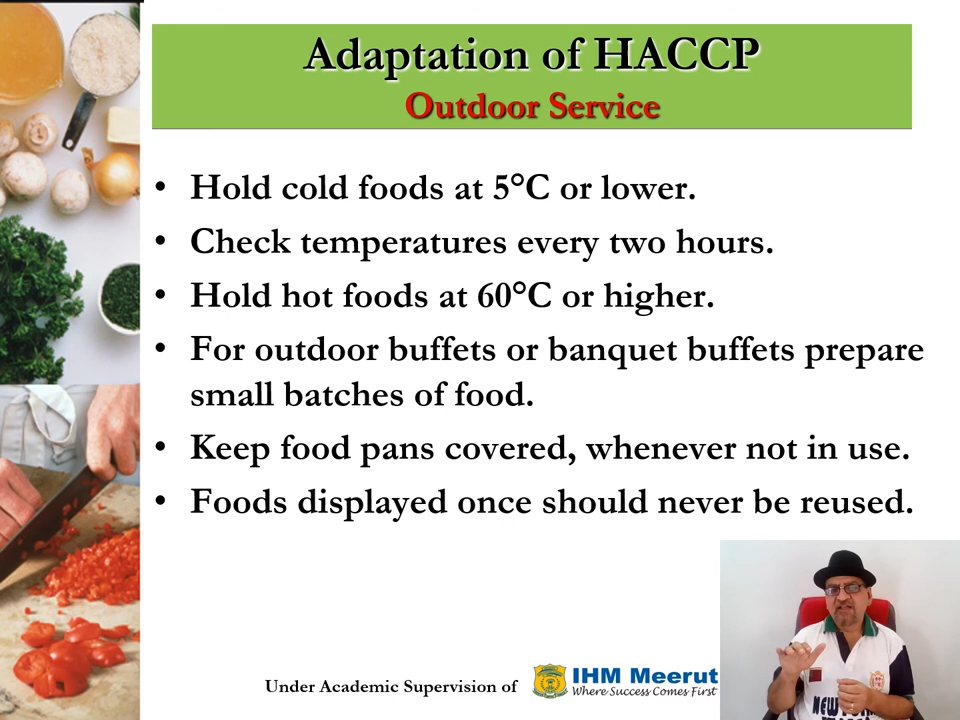 Adaptation of HACCP
Outdoor Service
• Hold cold foods at 5°C or lower.
• Check temperatures every two hours.
• Hold hot foods at 60°C or higher.
• For outdoor buffets or banquet buffets prepare
small batches of food.
• Keep food pans covered, whenever not in use.
• Foods displayed once should never be reused.
Under Academic Supervision of
IHM Meerut
Where Success Comes First